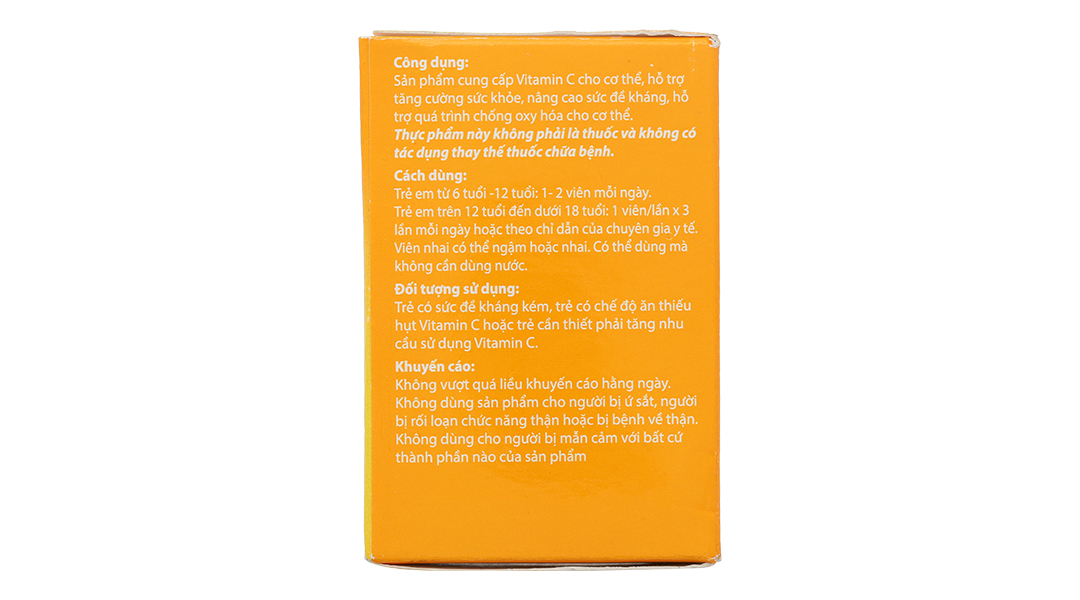 Công dụng:
Sản phẩm cung cấp Vitamin C cho cơ thể, hỗ trợ
tăng cường sức khỏe, nâng cao sức đề kháng, hỗ
trợ quá trình chống oxy hóa cho cơ thể.
Thực phẩm này không phải là thuốc và không có
tác dụng thay thế thuốc chữa bệnh.
Cách dùng:
Trẻ em từ 6 tuổi -12 tuổi: 1- 2 viên mỗi ngày.
Trẻ em trên 12 tuổi đến dưới 18 tuổi: 1 viên/lần x 3
lần mỗi ngày hoặc theo chỉ dẫn của chuyên gia y tế.
Viên nhai có thể ngậm hoặc nhai. Có thể dùng mà
không cần dùng nước.
Đối tượng sử dụng:
Trẻ có sức đề kháng kém, trẻ có chế độ ăn thiếu
hụt Vitamin C hoặc trẻ cần thiết phải tăng nhu
cầu sử dụng Vitamin C.
Khuyến cáo:
Không vượt quá liều khuyến cáo hằng ngày.
Không dùng sản phẩm cho người bị ứ sắt, người
bị rối loạn chức năng thận hoặc bị bệnh về thận.
Không dùng cho người bị mẫn cảm với bất cứ
thành phần nào của sản phẩm